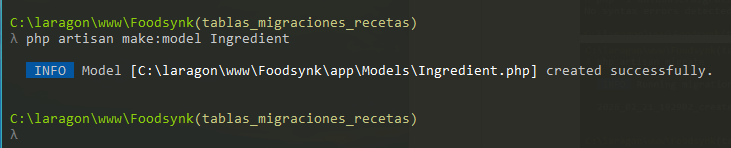 C:\laragon\www\Foodsynk(tablas_migraciones_recetas)
λ php artisan make:model Ingredient
INFO Model [C:\laragon\www\Foodsynk\app\Models\Ingredient.php] created successfully.
C:\laragon\www\Foodsynk(tablas_migraciones_recetas)
λ